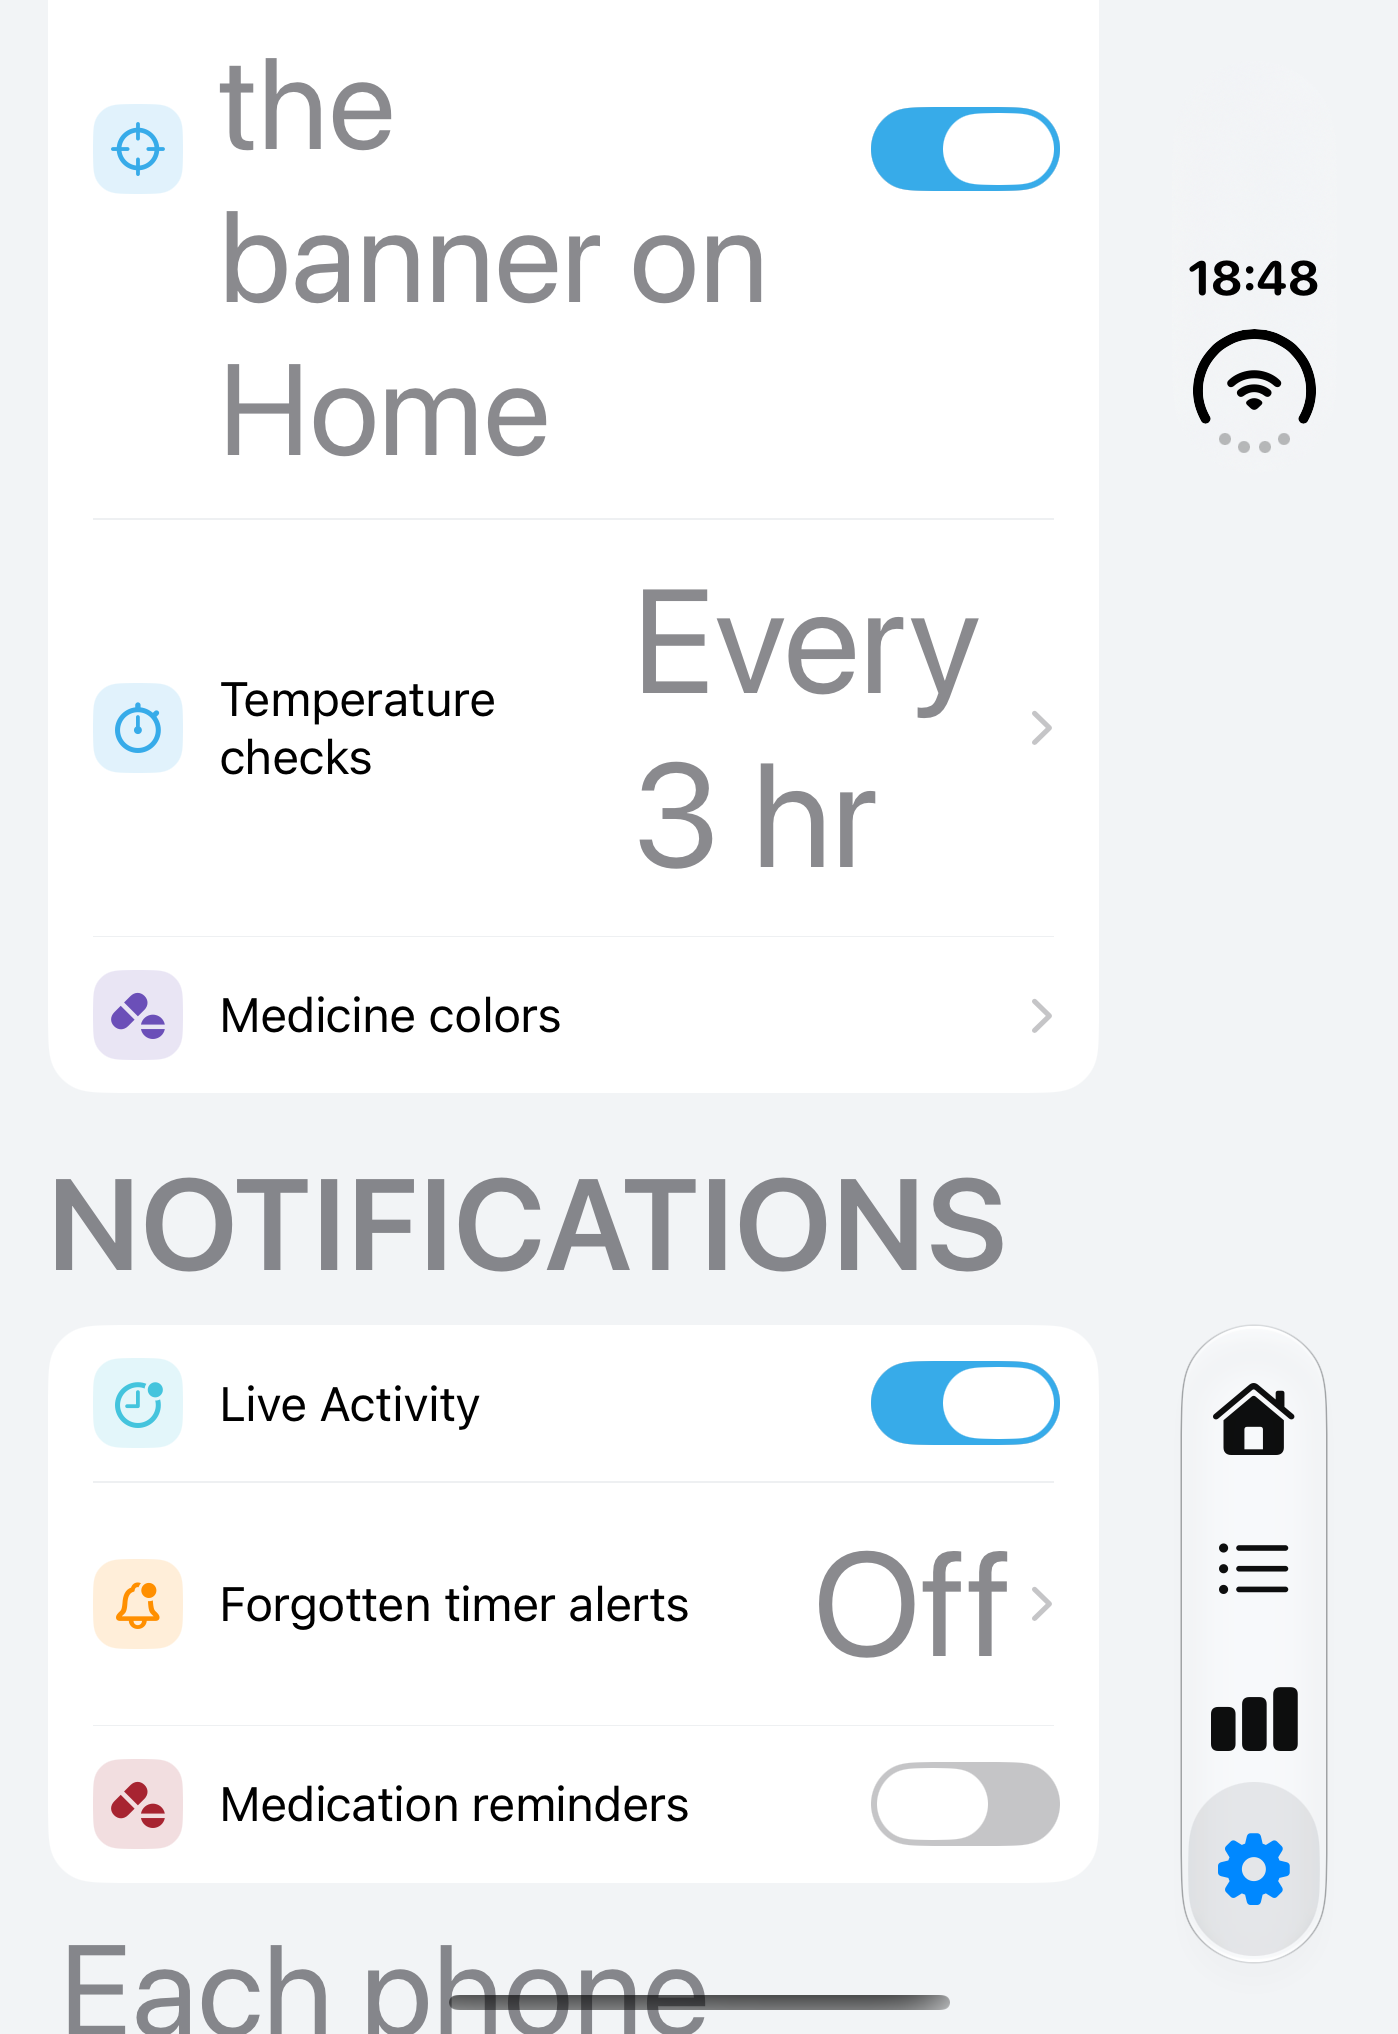 the
banner on
Home
18:48
Temperature
checks
Every
3 hr
Medicine colors
NOTIFICATIONS
Live Activity
Forgotten timer alerts
Off
Medication reminders
Each phone